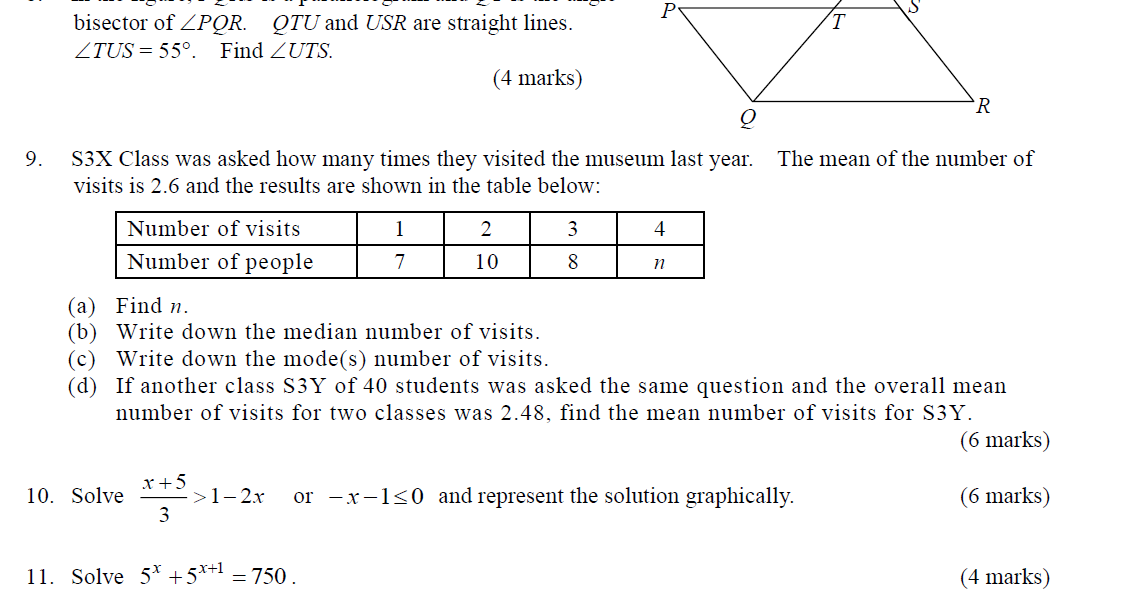 bisector of ∠PQR. QTU and USR are straight lines.
∠TUS = 55°. Find ∠UTS.
(4 marks)
P
T
S
Q
R
9. S3X Class was asked how many times they visited the museum last year. The mean of the number of
visits is 2.6 and the results are shown in the table below:
Number of visits 1 2 3 4
Number of people 7 10 8 n
(a) Find n.
(b) Write down the median number of visits.
(c) Write down the mode(s) number of visits.
(d) If another class S3Y of 40 students was asked the same question and the overall mean
number of visits for two classes was 2.48, find the mean number of visits for S3Y.
(6 marks)
10. Solve (x+5)/3 > 1 − 2x or −x − 1 ≤ 0 and represent the solution graphically. (6 marks)
11. Solve 5^x + 5^(x+1) = 750. (4 marks)